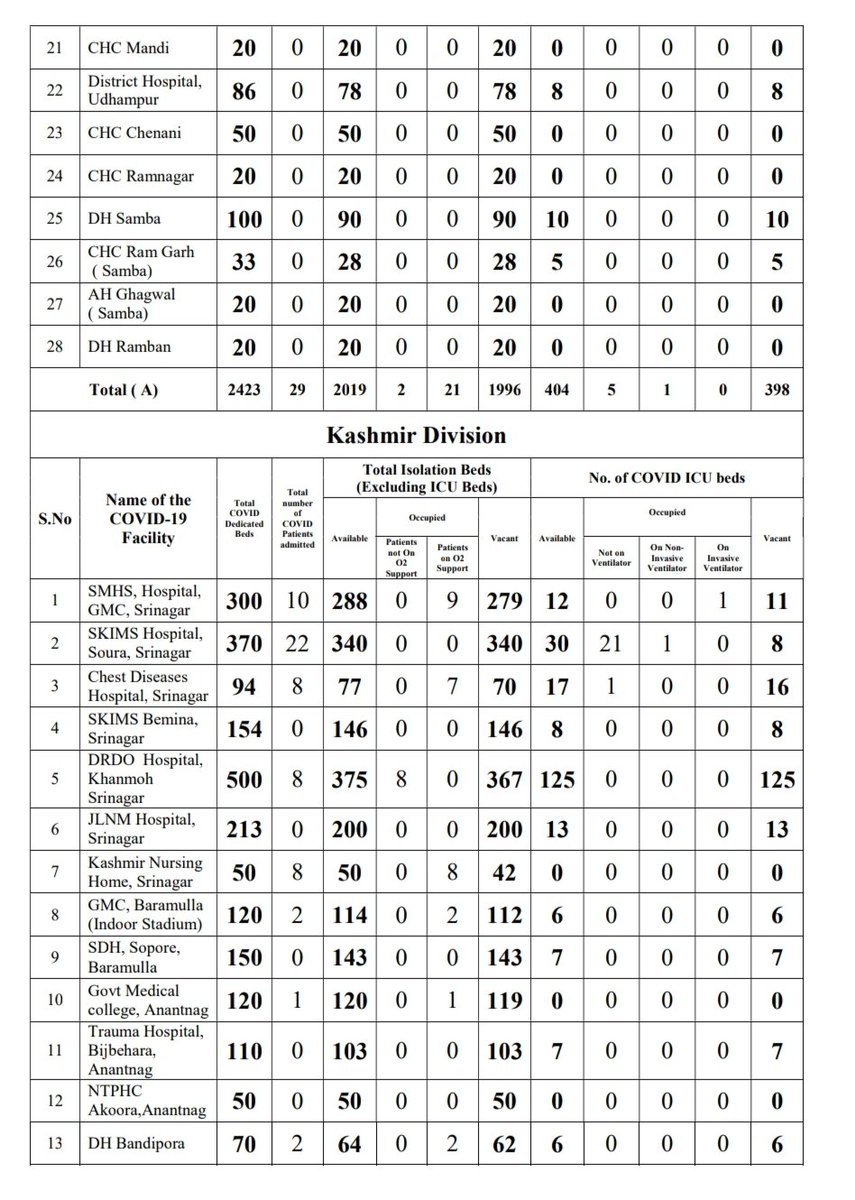 21 CHC Mandi 20 0 20 0 0 20 0 0 0 0 0
22 District Hospital, Udhampur 86 0 78 0 0 78 8 0 0 0 8
23 CHC Chenani 50 0 50 0 0 50 0 0 0 0 0
24 CHC Ramnagar 20 0 20 0 0 20 0 0 0 0 0
25 DH Samba 100 0 90 0 0 90 10 0 0 0 10
26 CHC Ram Garh ( Samba) 33 0 28 0 0 28 5 0 0 0 5
27 AH Ghagwal ( Samba) 20 0 20 0 0 20 0 0 0 0 0
28 DH Ramban 20 0 20 0 0 20 0 0 0 0 0
Total ( A) 2423 29 2019 2 21 1996 404 5 1 0 398
Kashmir Division
S.No
Name of the COVID-19 Facility
Total COVID Dedicated Beds
Total number of COVID Patients admitted
Total Isolation Beds (Excluding ICU Beds)
Available
Occupied
Patients not On O2 Support
Patients on O2 Support
Vacant
No. of COVID ICU beds
Available
Occupied
Not on Ventilator
On Non-Invasive Ventilator
On Invasive Ventilator
Vacant
1 SMHS, Hospital, GMC, Srinagar 300 10 288 0 9 279 12 0 0 1 11
2 SKIMS Hospital, Soura, Srinagar 370 22 340 0 0 340 30 21 1 0 8
3 Chest Diseases Hospital, Srinagar 94 8 77 0 7 70 17 1 0 0 16
4 SKIMS Bemina, Srinagar 154 0 146 0 0 146 8 0 0 0 8
5 DRDO Hospital, Khanmoh Srinagar 500 8 375 8 0 367 125 0 0 0 125
6 JLNM Hospital, Srinagar 213 0 200 0 0 200 13 0 0 0 13
7 Kashmir Nursing Home, Srinagar 50 8 50 0 8 42 0 0 0 0 0
8 GMC, Baramulla (Indoor Stadium) 120 2 114 0 2 112 6 0 0 0 6
9 SDH, Sopore, Baramulla 150 0 143 0 0 143 7 0 0 0 7
10 Govt Medical college, Anantnag 120 1 120 0 1 119 0 0 0 0 0
11 Trauma Hospital, Bijbehara, Anantnag 110 0 103 0 0 103 7 0 0 0 7
12 NTPHC Akoora,Anantnag 50 0 50 0 0 50 0 0 0 0 0
13 DH Bandipora 70 2 64 0 2 62 6 0 0 0 6